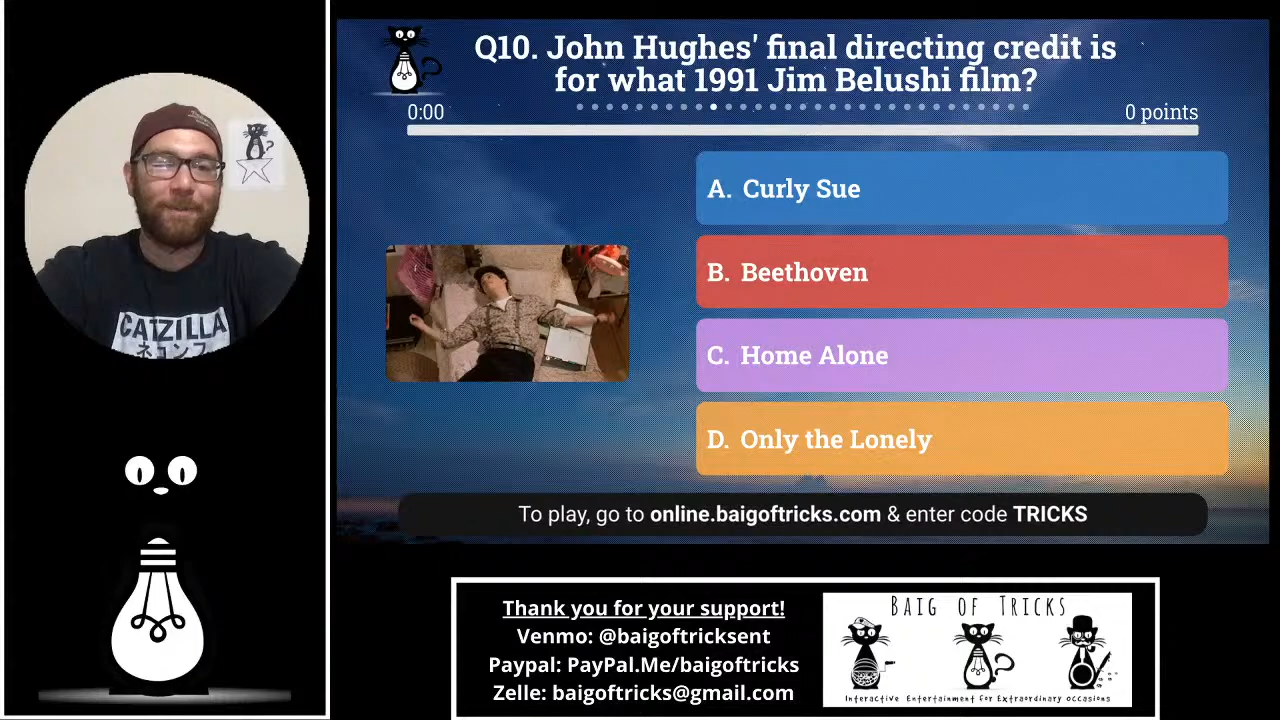 Q10. John Hughes' final directing credit is
for what 1991 Jim Belushi film?
0:00
0 points
A. Curly Sue
B. Beethoven
C. Home Alone
D. Only the Lonely
To play, go to online.baigoftricks.com & enter code TRICKS
CATZILLA
Thank you for your support!
Venmo: @baigoftricksent
Paypal: PayPal.Me/baigoftricks
Zelle: baigoftricks@gmail.com
BAIG OF TRICKS
Interactive Entertainment for Extraordinary occasions